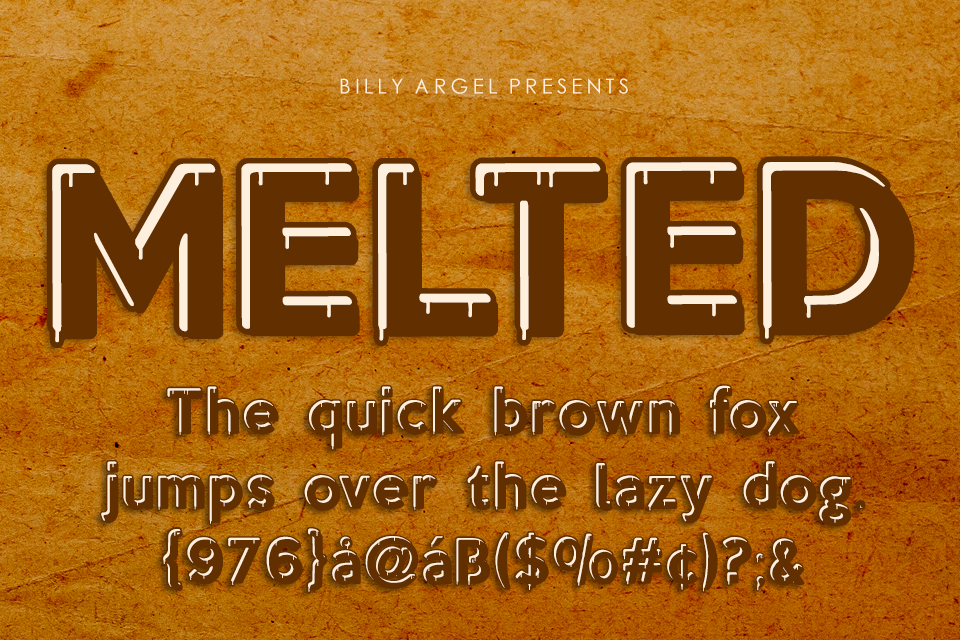 BILLY ARGEL PRESENTS
MELTED
The quick brown fox
jumps over the lazy dog.
{976}å@áß($%#¢)?;&